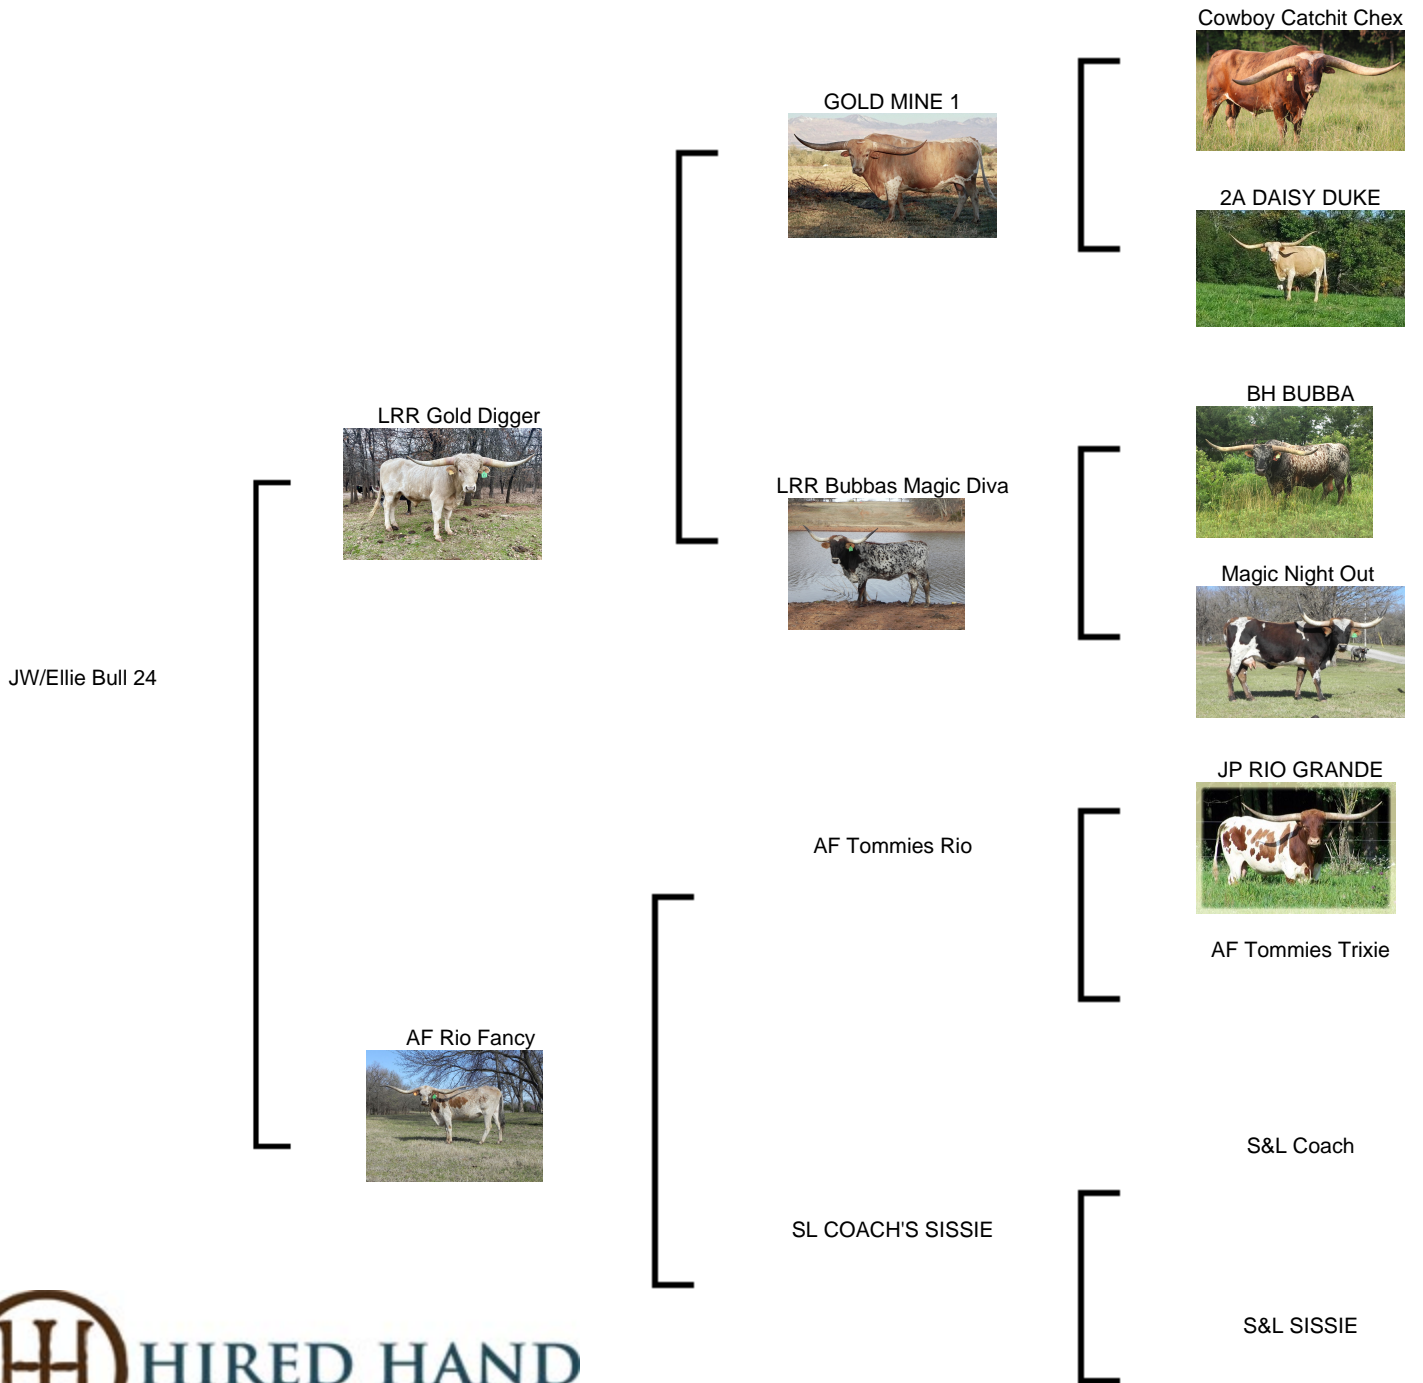 Cowboy Catchit Chex
GOLD MINE 1
2A DAISY DUKE
BH BUBBA
LRR Gold Digger
LRR Bubbas Magic Diva
Magic Night Out
JW/Ellie Bull 24
JP RIO GRANDE
AF Tommies Rio
AF Tommies Trixie
AF Rio Fancy
S&L Coach
SL COACH'S SISSIE
S&L SISSIE
HIRED HAND